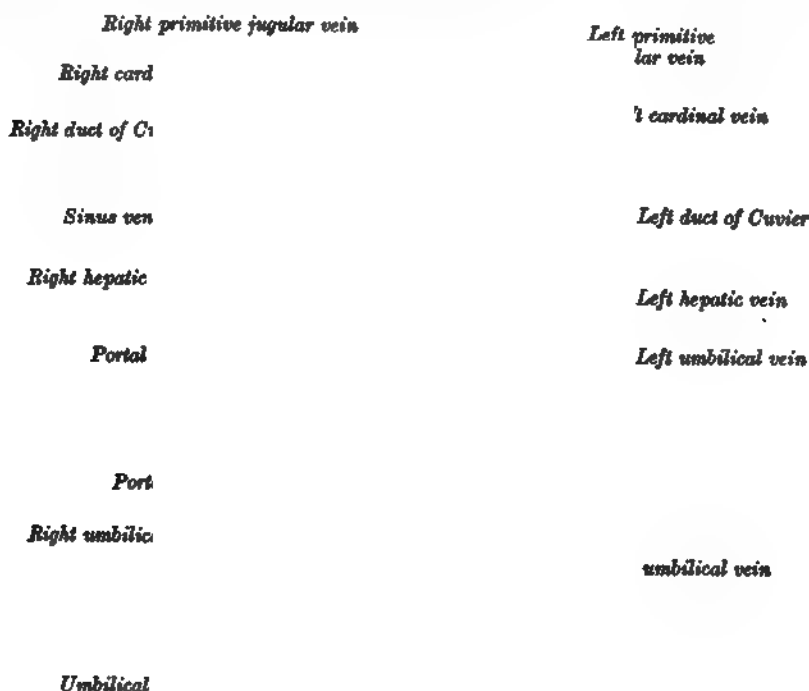 Right primitive jugular vein
Left primitive
lar vein
Right card
't cardinal vein
Right duct of Cu
Sinus ven
Left duct of Cuvier
Right hepatic
Left hepatic vein
Portal
Left umbilical vein
Port
Right umbilic
umbilical vein
Umbilical